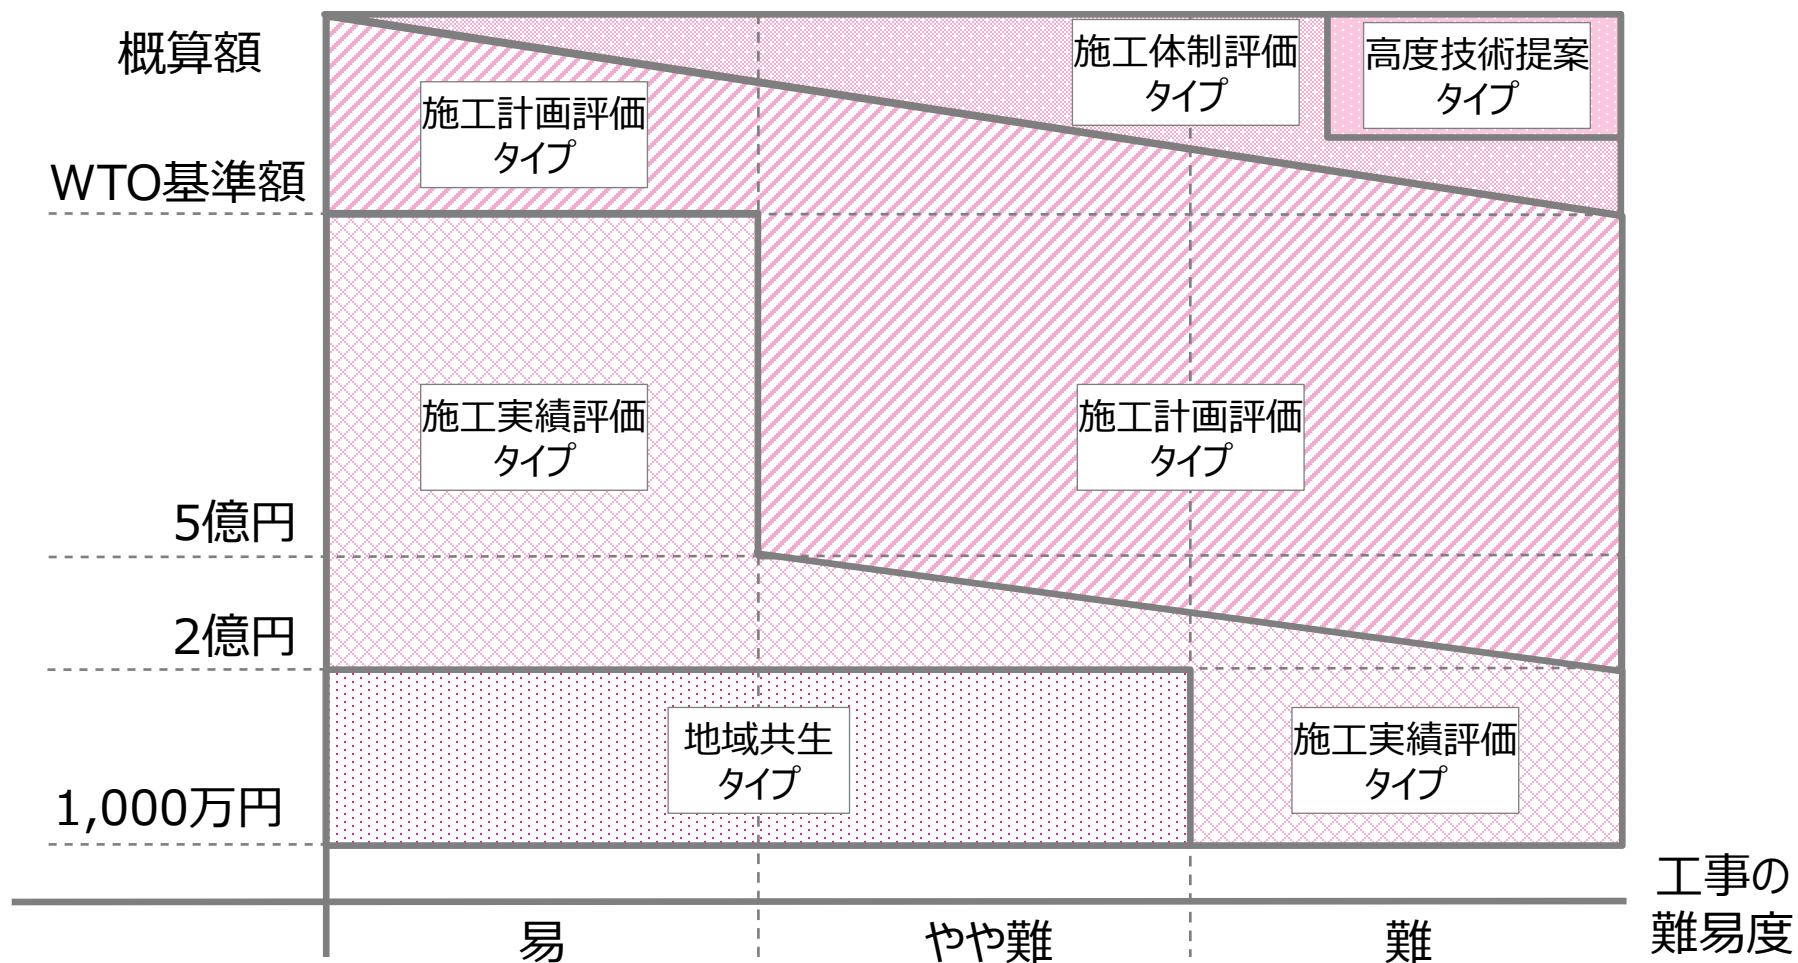 概算額
施工体制評価
タイプ
高度技術提案
タイプ
施工計画評価
タイプ
WTO基準額
施工実績評価
タイプ
施工計画評価
タイプ
5億円
2億円
地域共生
タイプ
施工実績評価
タイプ
1,000万円
工事の
難易度
易
やや難
難